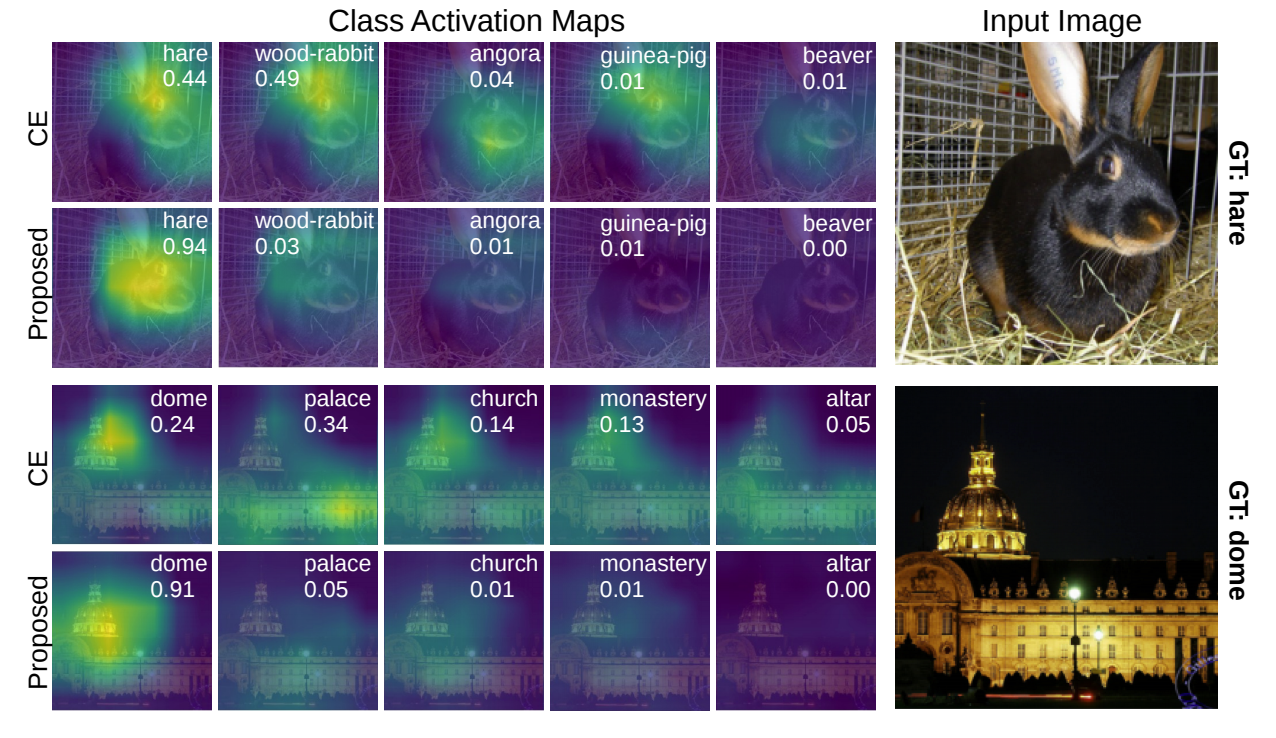 Class Activation Maps
Input Image
CE
hare
0.44
wood-rabbit
0.49
angora
0.04
guinea-pig
0.01
beaver
0.01
GT: hare
Proposed
hare
0.94
wood-rabbit
0.03
angora
0.01
guinea-pig
0.01
beaver
0.00
CE
dome
0.24
palace
0.34
church
0.14
monastery
0.13
altar
0.05
GT: dome
Proposed
dome
0.91
palace
0.05
church
0.01
monastery
0.01
altar
0.00